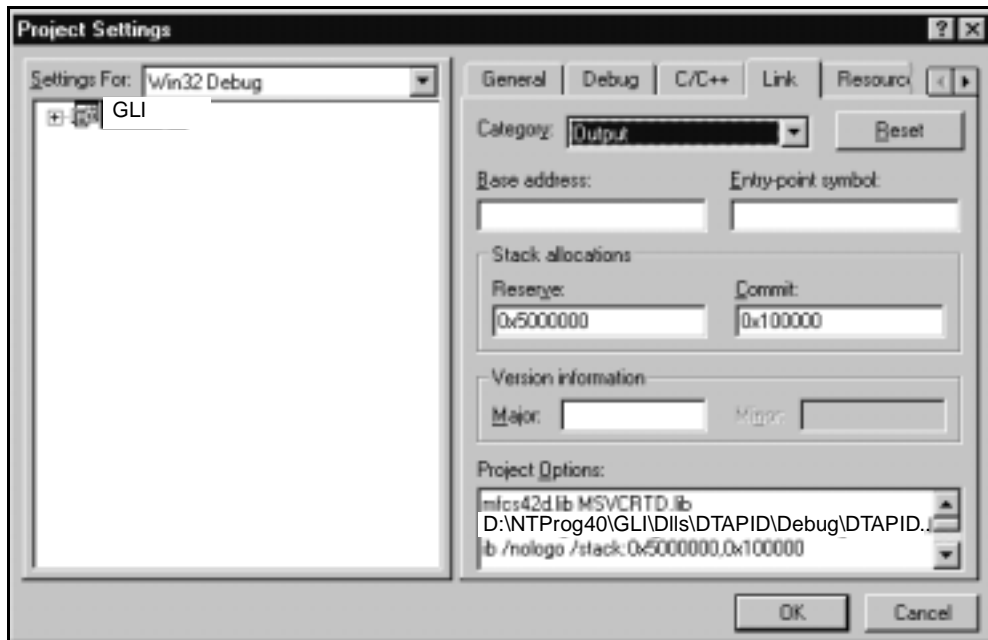 Project Settings
Settings For: Win32 Debug
GLI
General Debug C/C++ Link Resourc
Category: Output Reset
Base address: Entry-point symbol:
Stack allocations
Reserve: Commit:
0x5000000 0x100000
Version information
Major: Minor:
Project Options:
mfcs42d.lib MSVCRTD.lib
D:\NTProg40\GLI\Dlls\DTAPID\Debug\DTAPID..
lib /nologo /stack:0x5000000,0x100000
OK Cancel